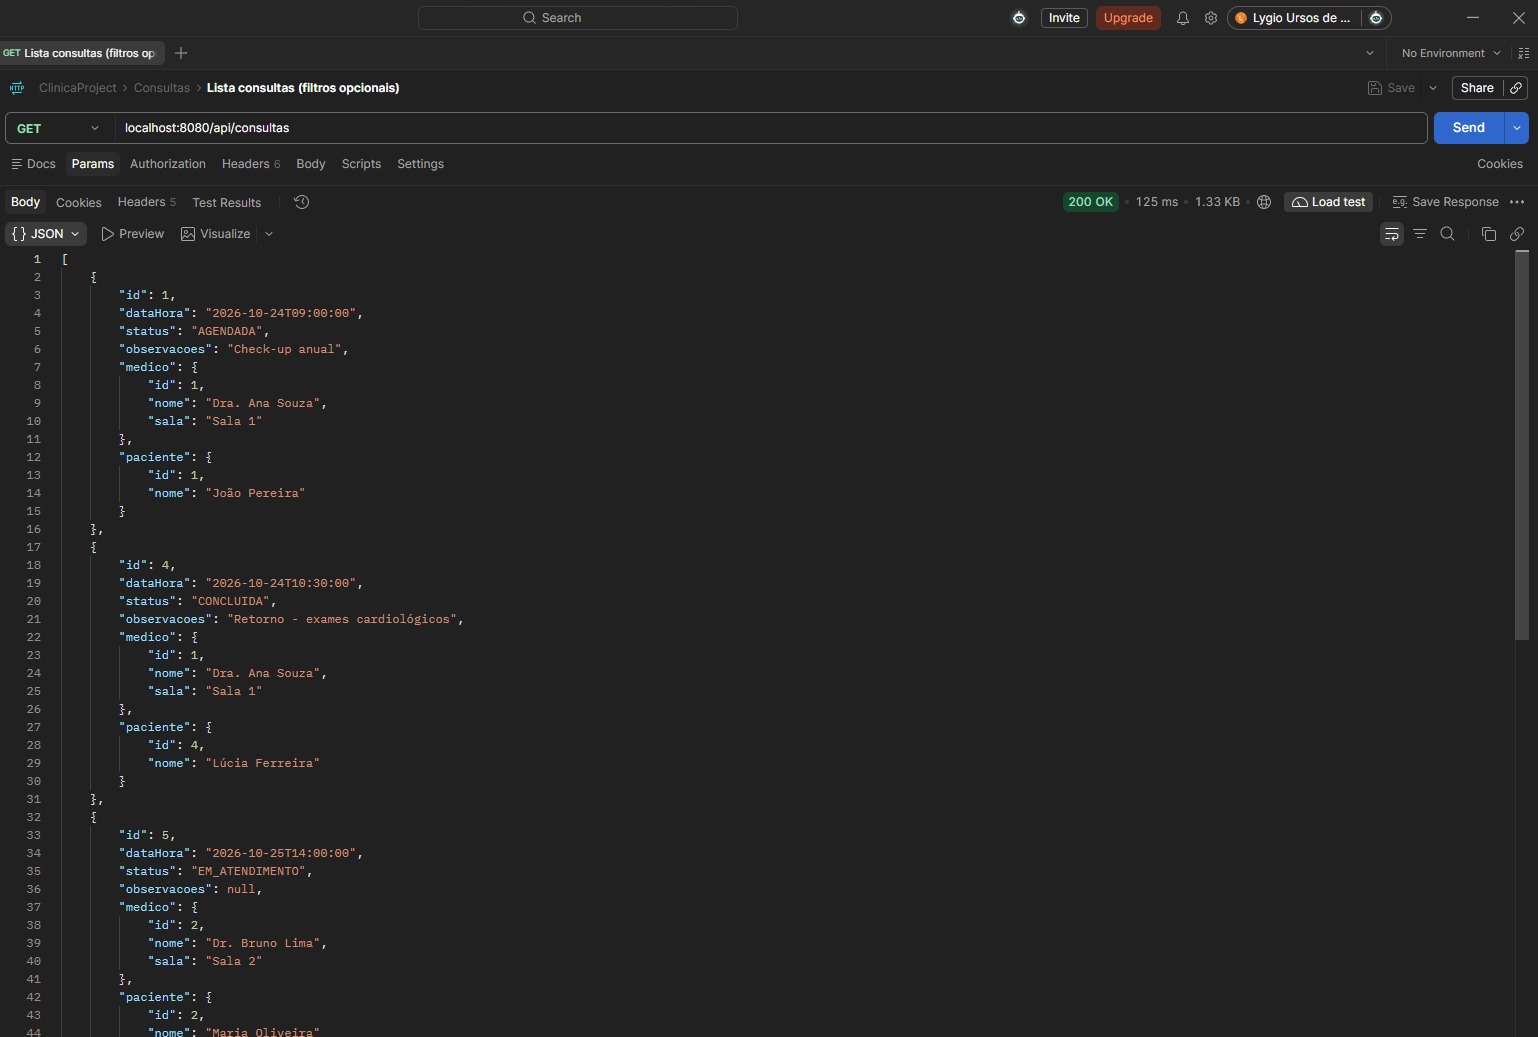 Search
Invite
Upgrade
Lygio Ursos de ...
GET Lista consultas (filtros op
No Environment
HTTP ClinicaProject > Consultas > Lista consultas (filtros opcionais)
Save
Share
GET
localhost:8080/api/consultas
Send
Docs Params Authorization Headers 6 Body Scripts Settings
Cookies
Body Cookies Headers 5 Test Results
200 OK • 125 ms • 1.33 KB
Load test
e.g. Save Response
{} JSON Preview Visualize
1 [
2 {
3 "id": 1,
4 "dataHora": "2026-10-24T09:00:00",
5 "status": "AGENDADA",
6 "observacoes": "Check-up anual",
7 "medico": {
8 "id": 1,
9 "nome": "Dra. Ana Souza",
10 "sala": "Sala 1"
11 },
12 "paciente": {
13 "id": 1,
14 "nome": "João Pereira"
15 }
16 },
17 {
18 "id": 4,
19 "dataHora": "2026-10-24T10:30:00",
20 "status": "CONCLUIDA",
21 "observacoes": "Retorno - exames cardiológicos",
22 "medico": {
23 "id": 1,
24 "nome": "Dra. Ana Souza",
25 "sala": "Sala 1"
26 },
27 "paciente": {
28 "id": 4,
29 "nome": "Lúcia Ferreira"
30 }
31 },
32 {
33 "id": 5,
34 "dataHora": "2026-10-25T14:00:00",
35 "status": "EM_ATENDIMENTO",
36 "observacoes": null,
37 "medico": {
38 "id": 2,
39 "nome": "Dr. Bruno Lima",
40 "sala": "Sala 2"
41 },
42 "paciente": {
43 "id": 2,
44 "nome": "Maria Oliveira"